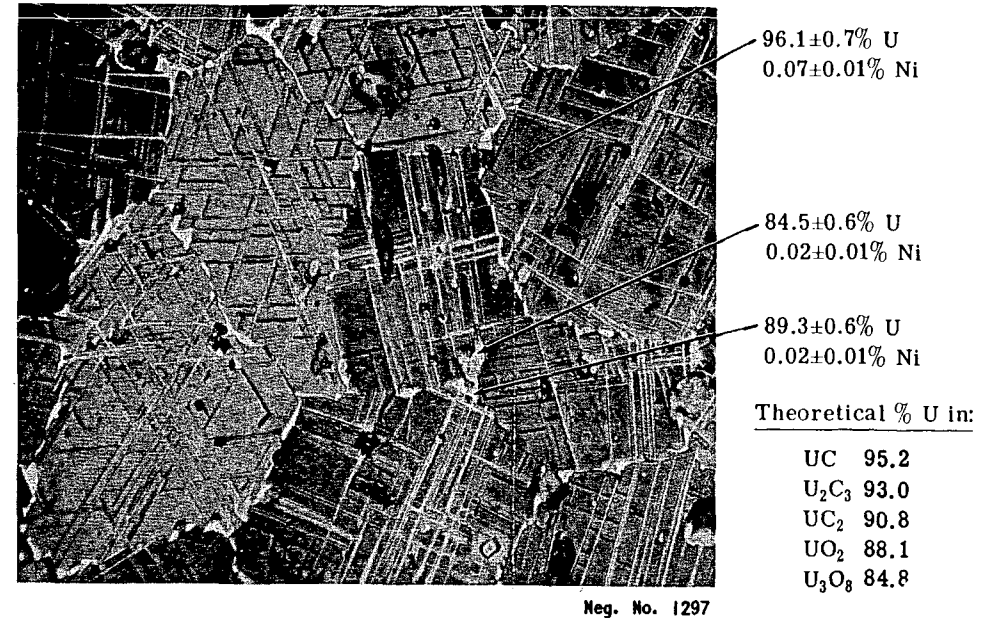 96.1±0.7% U
0.07±0.01% Ni
84.5±0.6% U
0.02±0.01% Ni
89.3±0.6% U
0.02±0.01% Ni
Theoretical % U in:
UC 95.2
U₂C₃ 93.0
UC₂ 90.8
UO₂ 88.1
U₃O₈ 84.8
Neg. No. 1297